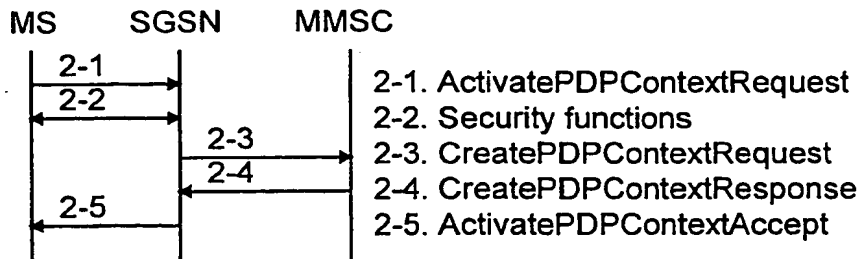 MS SGSN MMSC
2-1 2-1. ActivatePDPContextRequest
2-2 2-2. Security functions
2-3 2-3. CreatePDPContextRequest
2-4 2-4. CreatePDPContextResponse
2-5 2-5. ActivatePDPContextAccept